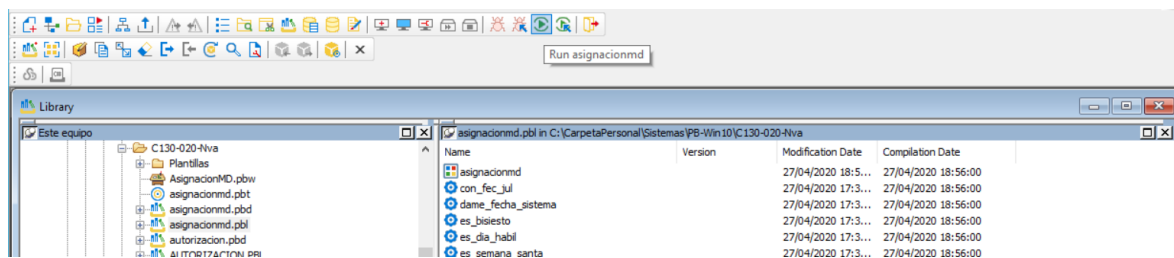 Run asignacionmd
Library
Este equipo
C130-020-Nva
Plantillas
AsignacionMD.pbw
asignacionmd.pbt
asignacionmd.pbd
asignacionmd.pbl
autorizacion.pbd
AUTORIZACION.PBL
asignacionmd.pbl in C:\CarpetaPersonal\Sistemas\PB-Win10\C130-020-Nva
Name Version Modification Date Compilation Date
asignacionmd 27/04/2020 18:5... 27/04/2020 18:56:00
con_fec_jul 27/04/2020 17:3... 27/04/2020 18:56:00
dame_fecha_sistema 27/04/2020 17:3... 27/04/2020 18:56:00
es_bisiesto 27/04/2020 17:3... 27/04/2020 18:56:00
es_dia_habil 27/04/2020 17:3... 27/04/2020 18:56:00
es_semana_santa 27/04/2020 17:3... 27/04/2020 18:56:00